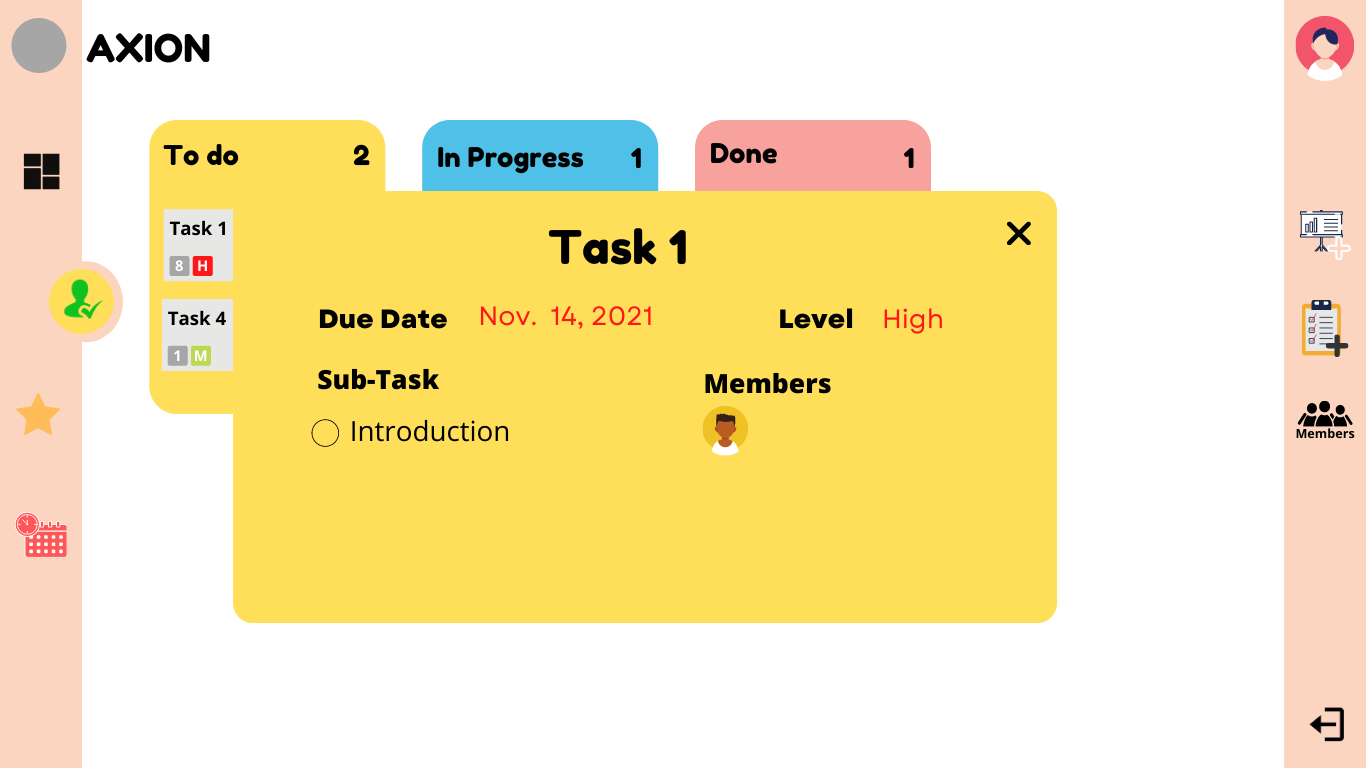 AXION
To do 2
In Progress 1
Done 1
Task 1
8 H
Task 4
1 M
Task 1
Due Date Nov. 14, 2021
Level High
Sub-Task
Introduction
Members
Members